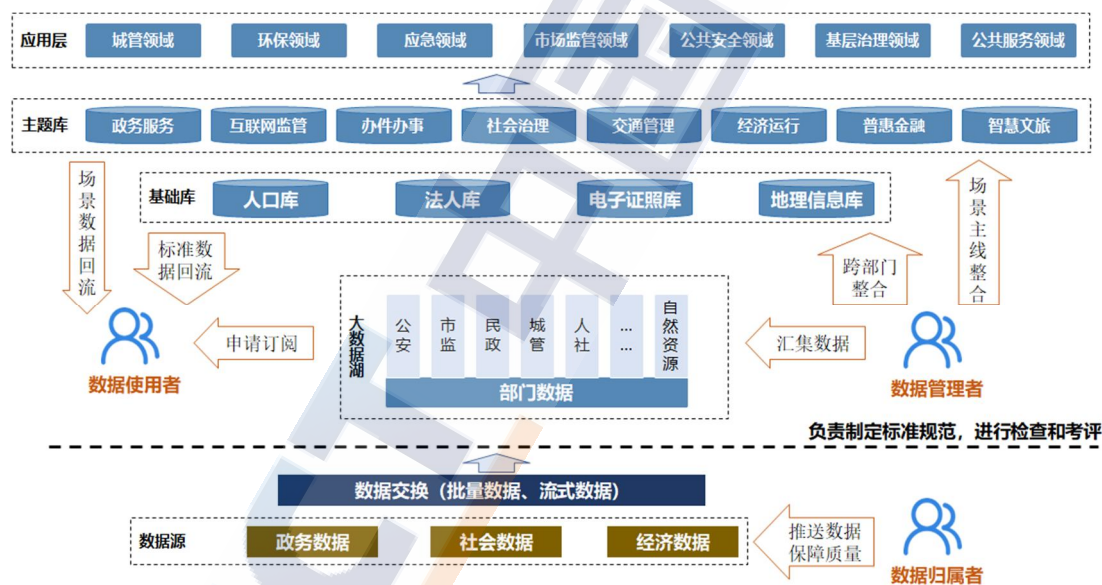 应用层
城管领域
环保领域
应急领域
市场监管领域
公共安全领域
基层治理领域
公共服务领域
主题库
政务服务
互联网监管
办件办事
社会治理
交通管理
经济运行
普惠金融
智慧文旅
场景数据回流
基础库
人口库
法人库
电子证照库
地理信息库
场景主线整合
标准数
据回流
跨部门
整合
大数据湖
公安
市监
民政
城管
人社
……
自然资源
部门数据
申请订阅
汇集数据
数据使用者
数据管理者
负责制定标准规范，进行检查和考评
数据交换（批量数据、流式数据）
数据源
政务数据
社会数据
经济数据
推送数据
保障质量
数据归属者